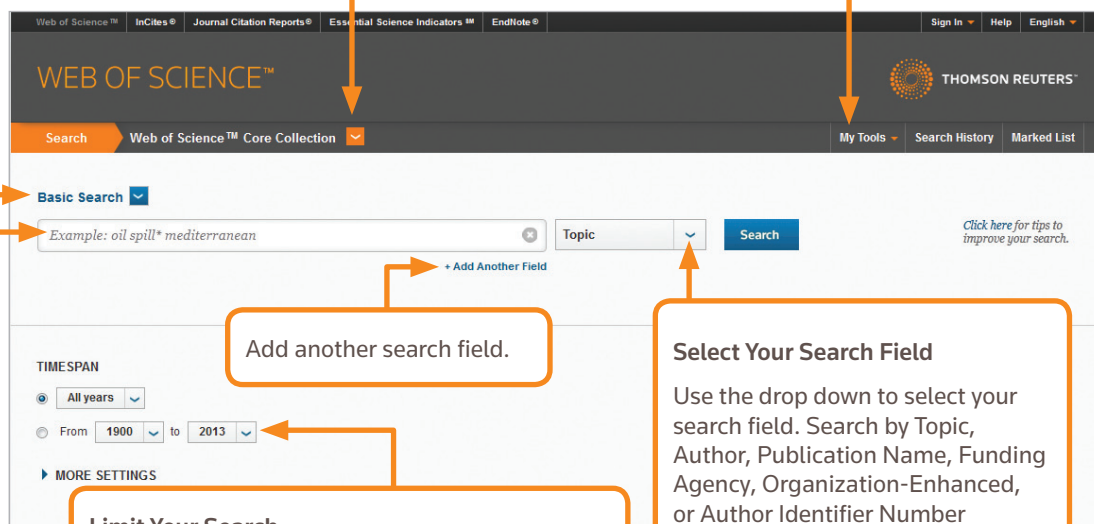 Web of Science™ InCites® Journal Citation Reports® Essential Science Indicators℠ EndNote® Sign In Help English
WEB OF SCIENCE™ THOMSON REUTERS™
Search Web of Science™ Core Collection My Tools Search History Marked List
Basic Search
Example: oil spill* mediterranean Topic Search Click here for tips to
improve your search.
+ Add Another Field
Add another search field.
Select Your Search Field
Use the drop down to select your
search field. Search by Topic,
Author, Publication Name, Funding
Agency, Organization-Enhanced,
or Author Identifier Number
TIMESPAN
All years
From 1900 to 2013
MORE SETTINGS
Limit Your Search